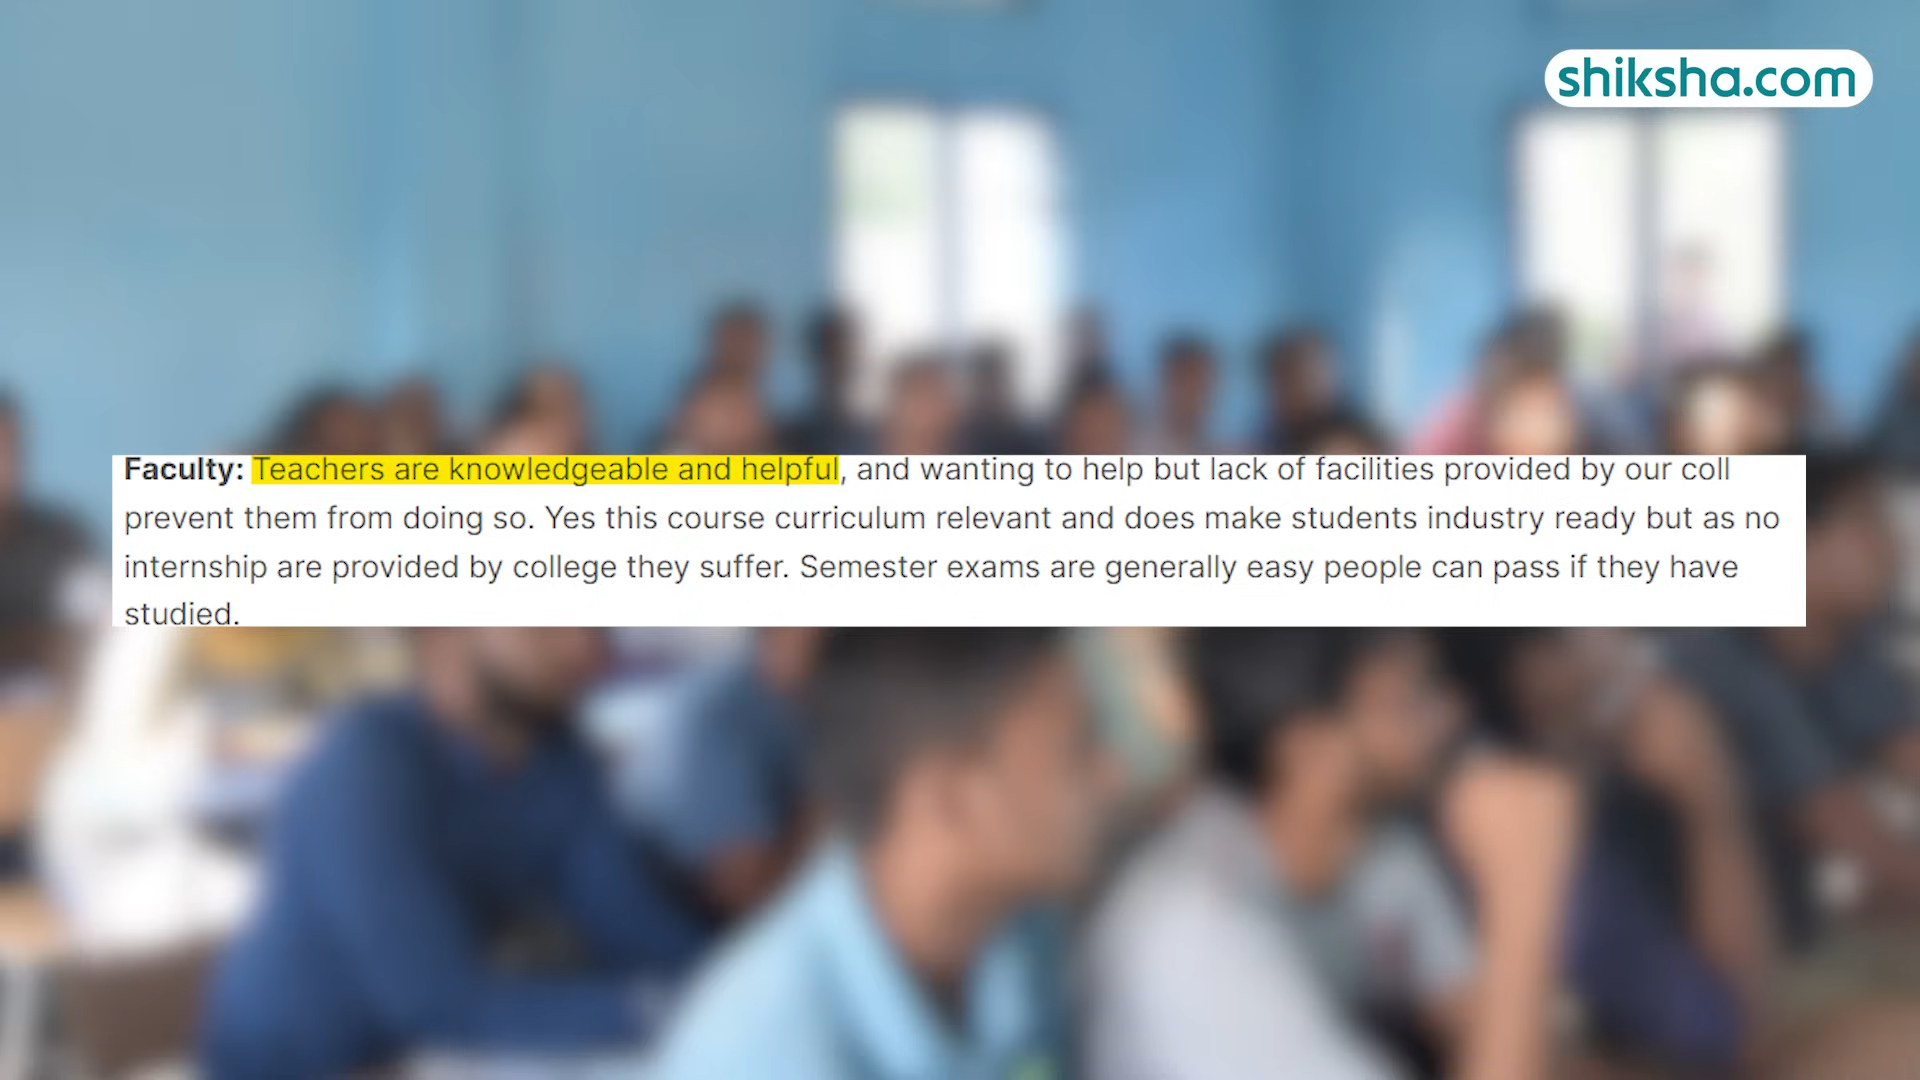 shiksha.com
Faculty: Teachers are knowledgeable and helpful, and wanting to help but lack of facilities provided by our coll
prevent them from doing so. Yes this course curriculum relevant and does make students industry ready but as no
internship are provided by college they suffer. Semester exams are generally easy people can pass if they have
studied.